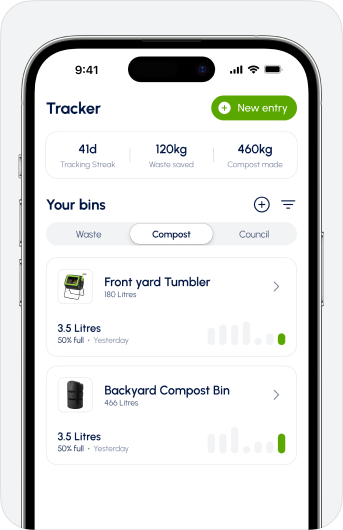 9:41
Tracker
New entry
41d
Tracking Streak
120kg
Waste saved
460kg
Compost made
Your bins
Waste
Compost
Council
Front yard Tumbler
180 Litres
3.5 Litres
50% full • Yesterday
Backyard Compost Bin
466 Litres
3.5 Litres
50% full • Yesterday